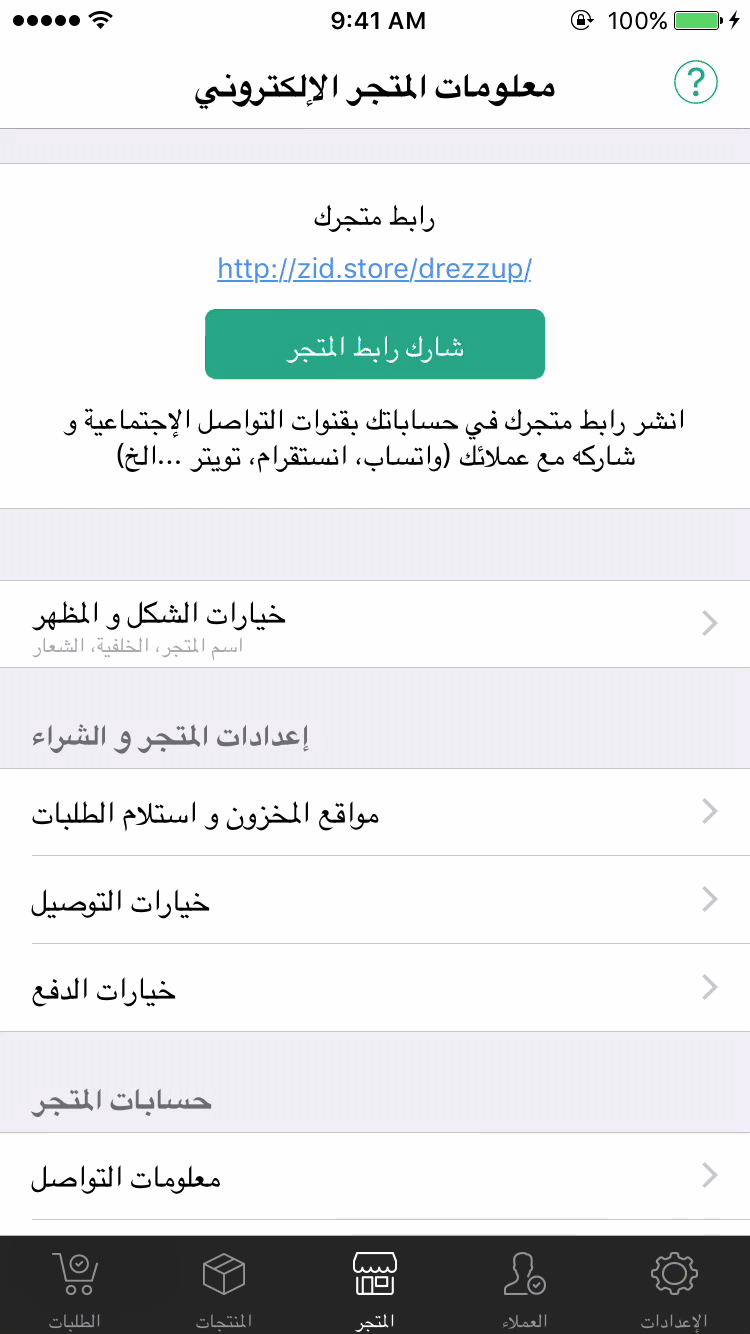 9:41 AM
100%
معلومات المتجر الإلكتروني
?
رابط متجرك
http://zid.store/drezzup/
شارك رابط المتجر
انشر رابط متجرك في حساباتك بقنوات التواصل الإجتماعية و
شاركه مع عملائك (واتساب، انستقرام، تويتر ...الخ)
خيارات الشكل و المظهر
اسم المتجر، الخلفية، الشعار
إعدادات المتجر و الشراء
مواقع المخزون و استلام الطلبات
خيارات التوصيل
خيارات الدفع
حسابات المتجر
معلومات التواصل
الإعدادات
العملاء
المتجر
المنتجات
الطلبات